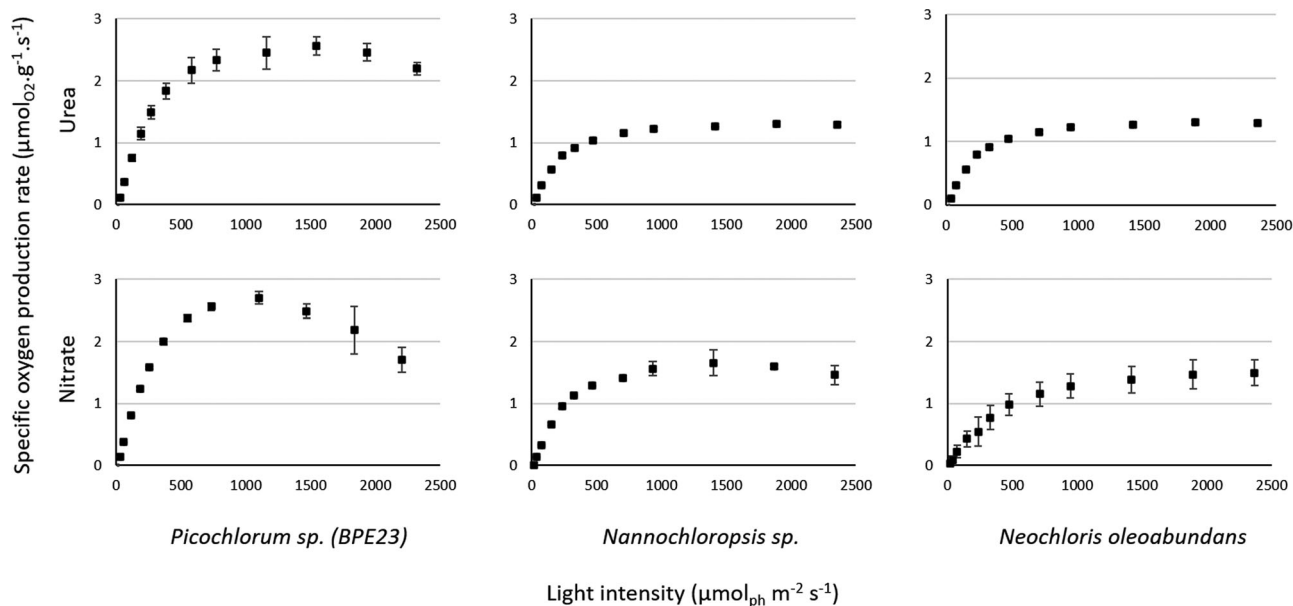 Specific oxygen production rate (μmolO2·g-1.s-1)
Urea
3
2
1
0
0 500 1000 1500 2000 2500
3
2
1
0
0 500 1000 1500 2000 2500
3
2
1
0
0 500 1000 1500 2000 2500
Nitrate
3
2
1
0
0 500 1000 1500 2000 2500
3
2
1
0
0 500 1000 1500 2000 2500
3
2
1
0
0 500 1000 1500 2000 2500
Picochlorum sp. (BPE23)
Nannochloropsis sp.
Neochloris oleoabundans
Light intensity (μmolph m-2 s-1)